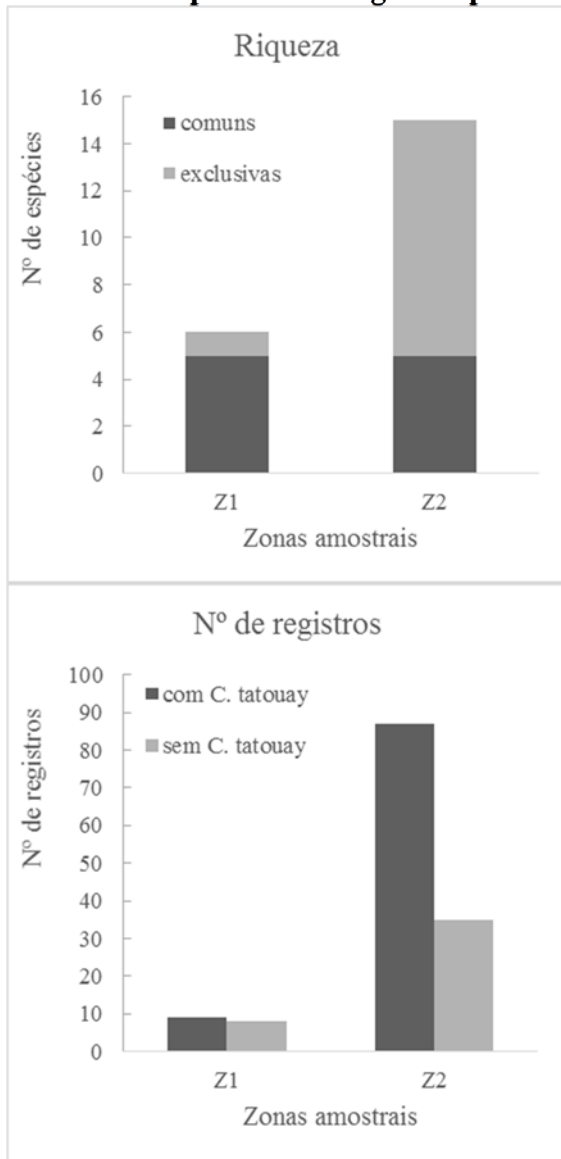 Riqueza
16
14
12
10
8
6
4
2
0
Nº de espécies
comuns
exclusivas
Z1 Z2
Zonas amostrais
Nº de registros
100
90
80
70
60
50
40
30
20
10
0
Nº de registros
com C. tatouay
sem C. tatouay
Z1 Z2
Zonas amostrais